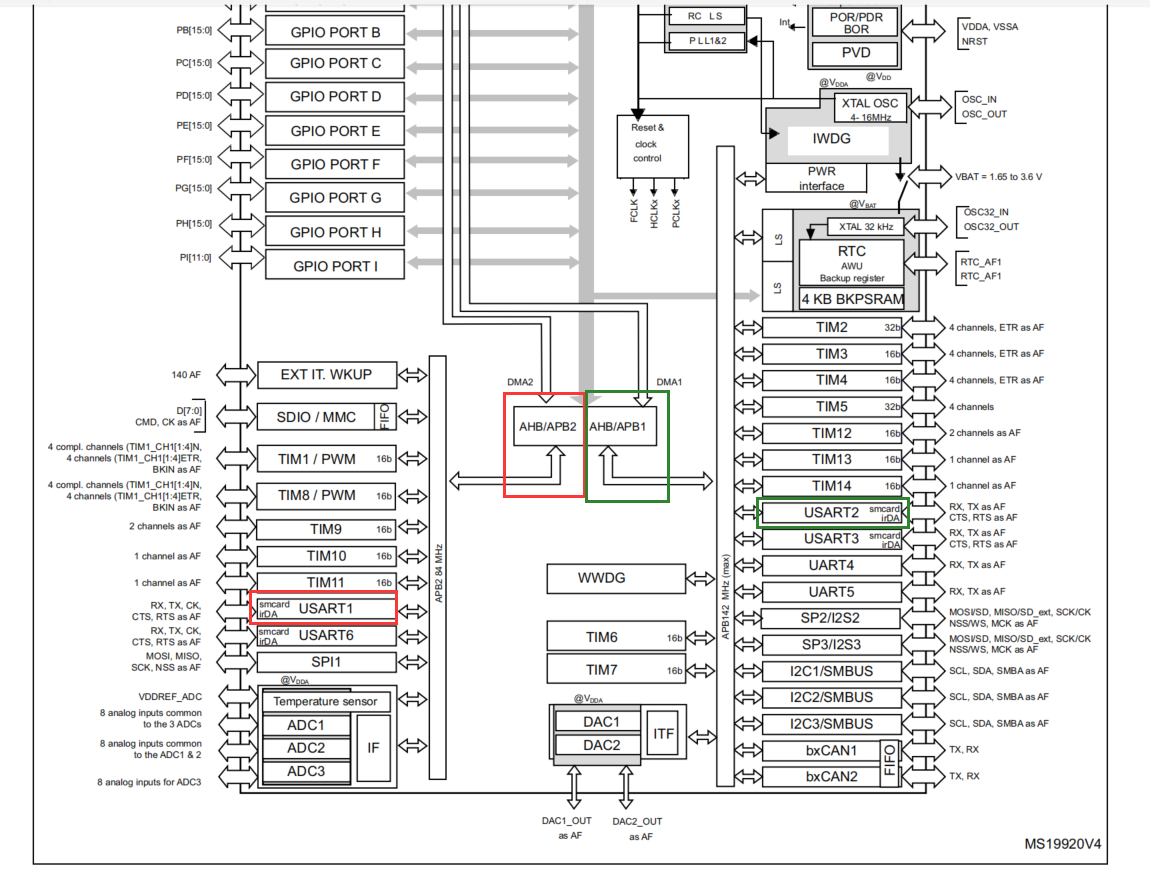 RC LS
PLL1&2
Int
POR/PDR
BOR
PVD
VDDA, VSSA
NRST
@VDD
@VDDA
XTAL OSC
4- 16MHz
OSC_IN
OSC_OUT
IWDG
PWR
interface
VBAT = 1.65 to 3.6 V
@VBAT
Reset &
clock
control
FCLK
HCLKx
PCLKx
LS
LS
XTAL 32 kHz
OSC32_IN
OSC32_OUT
RTC
AWU
Backup register
RTC_AF1
RTC_AF1
4 KB BKPSRAM
PB[15:0]
GPIO PORT B
PC[15:0]
GPIO PORT C
PD[15:0]
GPIO PORT D
PE[15:0]
GPIO PORT E
PF[15:0]
GPIO PORT F
PG[15:0]
GPIO PORT G
PH[15:0]
GPIO PORT H
PI[11:0]
GPIO PORT I
DMA2
DMA1
AHB/APB2
AHB/APB1
140 AF
EXT IT. WKUP
D[7:0]
CMD, CK as AF
SDIO / MMC
FIFO
4 compl. channels (TIM1_CH1[1:4]N,
4 channels (TIM1_CH1[1:4]ETR,
BKIN as AF
TIM1 / PWM 16b
4 compl. channels (TIM1_CH1[1:4]N,
4 channels (TIM1_CH1[1:4]ETR,
BKIN as AF
TIM8 / PWM 16b
2 channels as AF
TIM9 16b
1 channel as AF
TIM10 16b
1 channel as AF
TIM11 16b
RX, TX, CK,
CTS, RTS as AF
smcard
irDA
USART1
RX, TX, CK,
CTS, RTS as AF
smcard
irDA
USART6
MOSI, MISO,
SCK, NSS as AF
SPI1
@VDDA
VDDREF_ADC
Temperature sensor
8 analog inputs common
to the 3 ADCs
ADC1
8 analog inputs common
to the ADC1 & 2
ADC2
8 analog inputs for ADC3
ADC3
IF
APB2 84 MHz
WWDG
TIM6 16b
TIM7 16b
@VDDA
DAC1
DAC2
ITF
DAC1_OUT
as AF
DAC2_OUT
as AF
APB142 MHz (max)
TIM2 32b
4 channels, ETR as AF
TIM3 16b
4 channels, ETR as AF
TIM4 16b
4 channels, ETR as AF
TIM5 32b
4 channels
TIM12 16b
2 channels as AF
TIM13 16b
1 channel as AF
TIM14 16b
1 channel as AF
USART2
smcard
irDA
RX, TX as AF
CTS, RTS as AF
USART3
smcard
irDA
RX, TX as AF
CTS, RTS as AF
UART4
RX, TX as AF
UART5
RX, TX as AF
SP2/I2S2
MOSI/SD, MISO/SD_ext, SCK/CK
NSS/WS, MCK as AF
SP3/I2S3
MOSI/SD, MISO/SD_ext, SCK/CK
NSS/WS, MCK as AF
I2C1/SMBUS
SCL, SDA, SMBA as AF
I2C2/SMBUS
SCL, SDA, SMBA as AF
I2C3/SMBUS
SCL, SDA, SMBA as AF
bxCAN1
TX, RX
bxCAN2
TX, RX
FIFO
MS19920V4